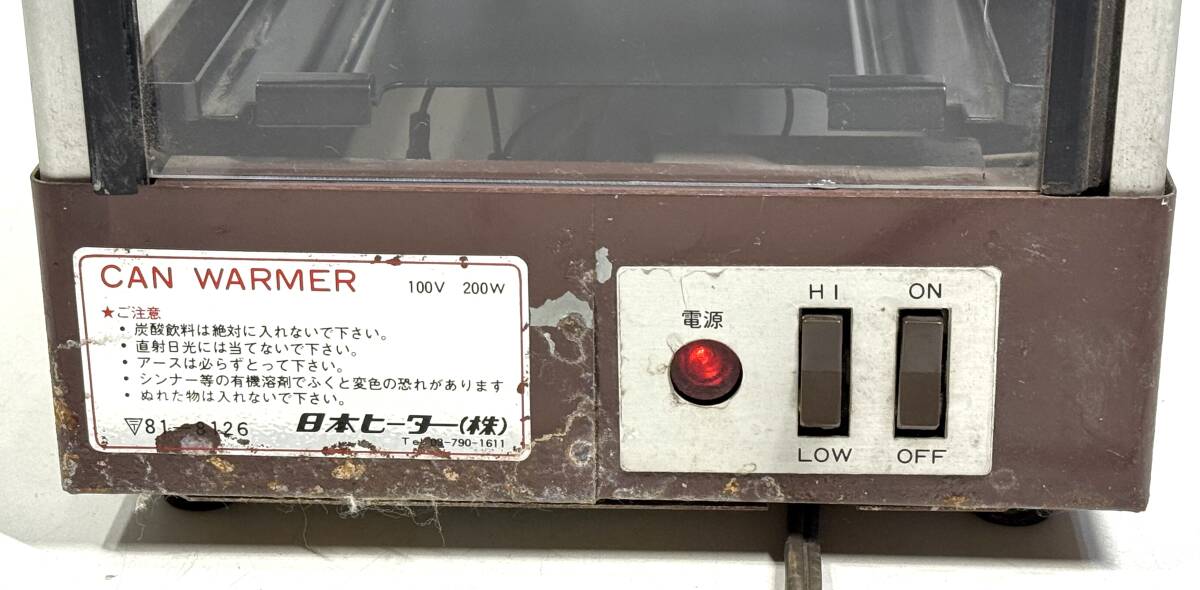 CAN WARMER 100V 200W
★ご注意
・炭酸飲料は絶対に入れないで下さい。
・直射日光には当てないで下さい。
・アースは必らずとって下さい。
・シンナー等の有機溶剤でふくと変色の恐れがあります
・ぬれた物は入れないで下さい。
81-8126
日本ヒーター(株)
電源
HI
LOW
ON
OFF